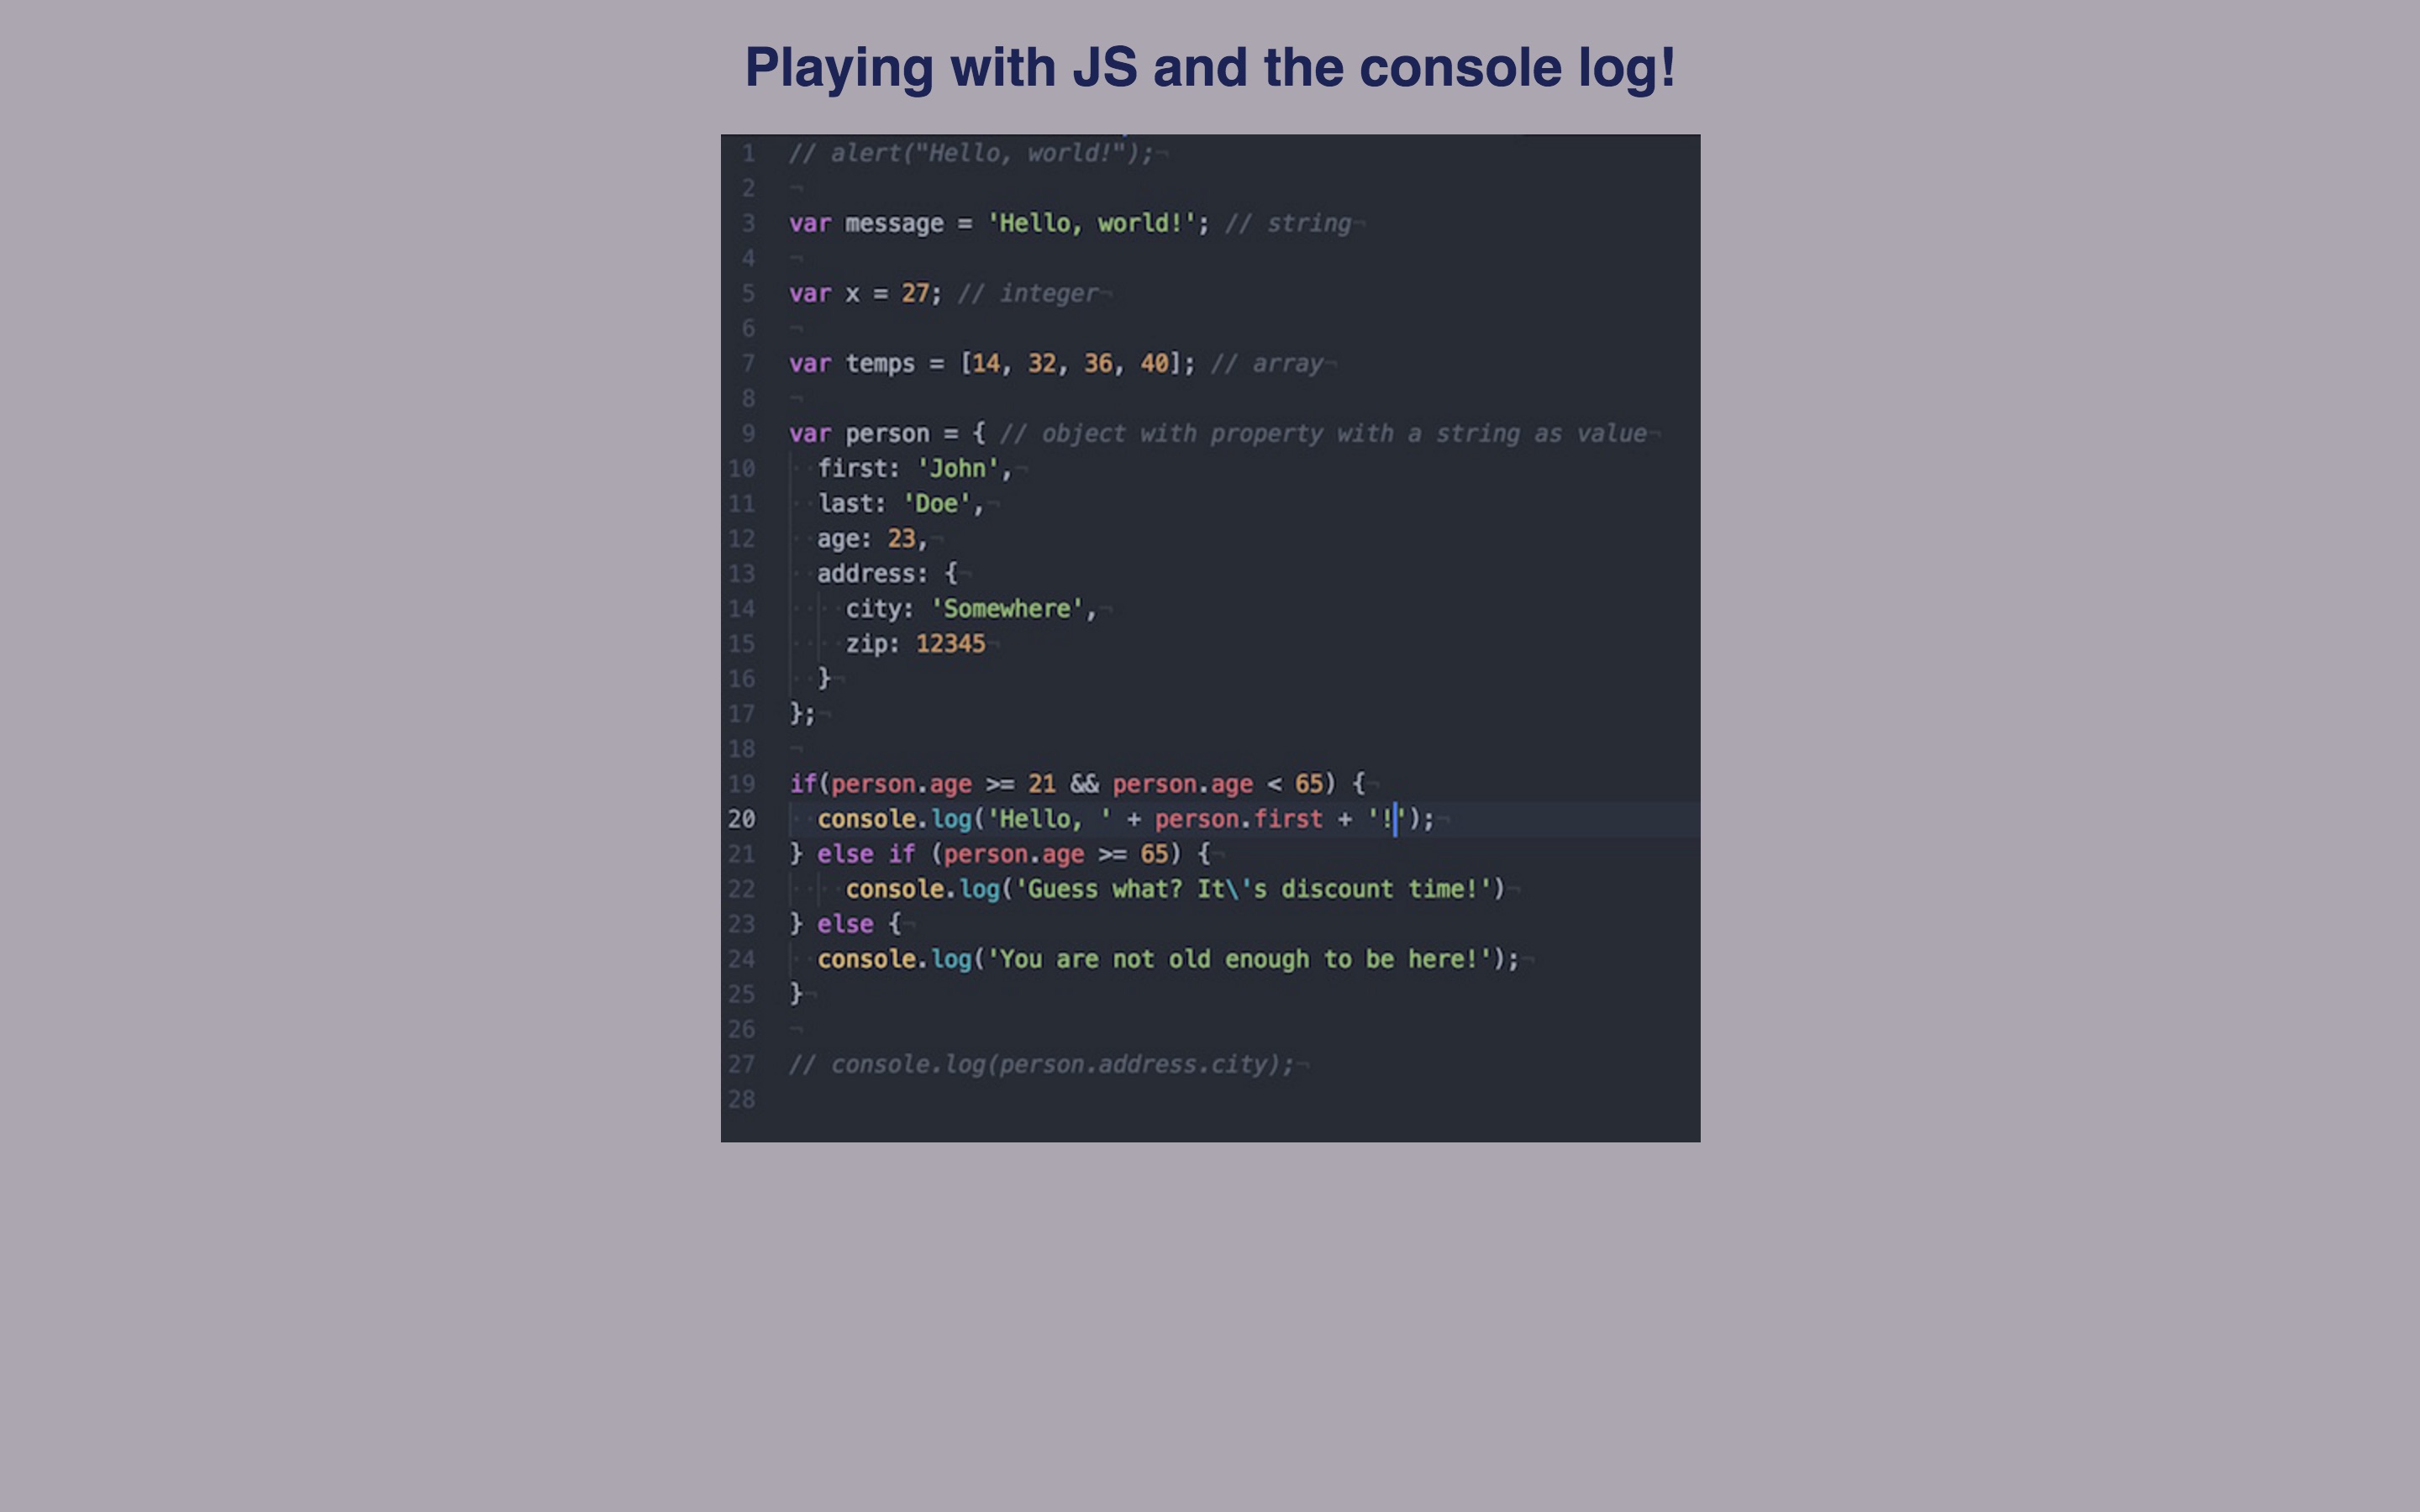 Playing with JS and the console log!
1 // alert("Hello, world!");¬
2 ¬
3 var message = 'Hello, world!'; // string¬
4 ¬
5 var x = 27; // integer¬
6 ¬
7 var temps = [14, 32, 36, 40]; // array¬
8 ¬
9 var person = { // object with property with a string as value¬
10 ··first: 'John',¬
11 ··last: 'Doe',¬
12 ··age: 23,¬
13 ··address: {¬
14 ····city: 'Somewhere',¬
15 ····zip: 12345¬
16 ··}¬
17 };¬
18 ¬
19 if(person.age >= 21 && person.age < 65) {¬
20 ··console.log('Hello, ' + person.first + '!');¬
21 } else if (person.age >= 65) {¬
22 ····console.log('Guess what? It\'s discount time!')¬
23 } else {¬
24 ··console.log('You are not old enough to be here!');¬
25 }¬
26 ¬
27 // console.log(person.address.city);¬
28